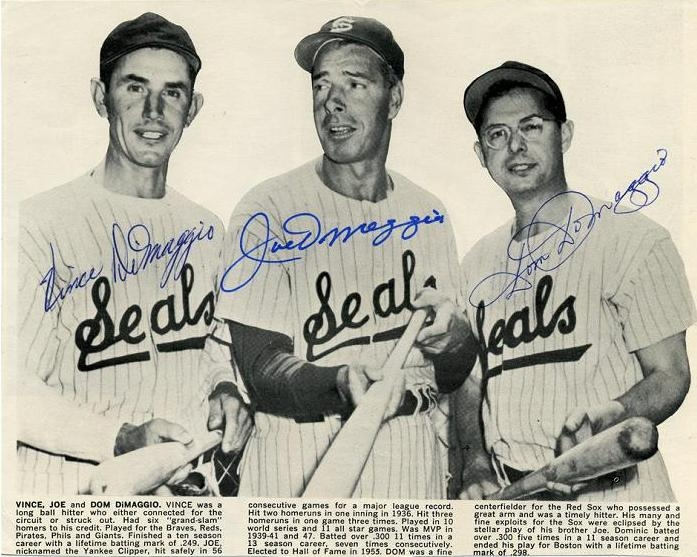 S
Vince DiMaggio
Joe DiMaggio
Dom DiMaggio
Seals
Seals
Seals
VINCE, JOE and DOM DiMAGGIO. VINCE was a
long ball hitter who either connected for the
circuit or struck out. Had six "grand-slam"
homers to his credit. Played for the Braves, Reds,
Pirates, Phils and Giants. Finished a ten season
career with a lifetime batting mark of .249. JOE,
nicknamed the Yankee Clipper, hit safely in 56
consecutive games for a major league record.
Hit two homeruns in one inning in 1936. Hit three
homeruns in one game three times. Played in 10
world series and 11 all star games. Was MVP in
1939-41 and 47. Batted over .300 11 times in a
13 season career, seven times consecutively.
Elected to Hall of Fame in 1955. DOM was a fine
centerfielder for the Red Sox who possessed a
great arm and was a timely hitter. His many and
fine exploits for the Sox were eclipsed by the
stellar play of his brother Joe. Dominic batted
over .300 five times in a 11 season career and
ended his play for Boston with a lifetime batting
mark of .298.